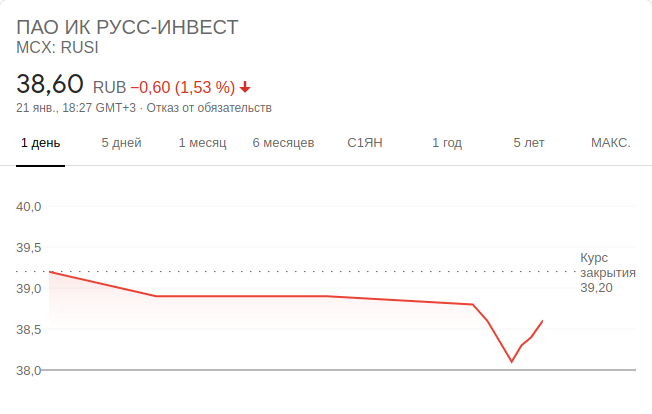 ПАО ИК РУСС-ИНВЕСТ
MCX: RUSI
38,60 RUB −0,60 (1,53 %)
21 янв., 18:27 GMT+3 · Отказ от обязательств
1 день 5 дней 1 месяц 6 месяцев С1ЯН 1 год 5 лет МАКС.
40,0
39,5
Курс
закрытия
39,20
39,0
38,5
38,0